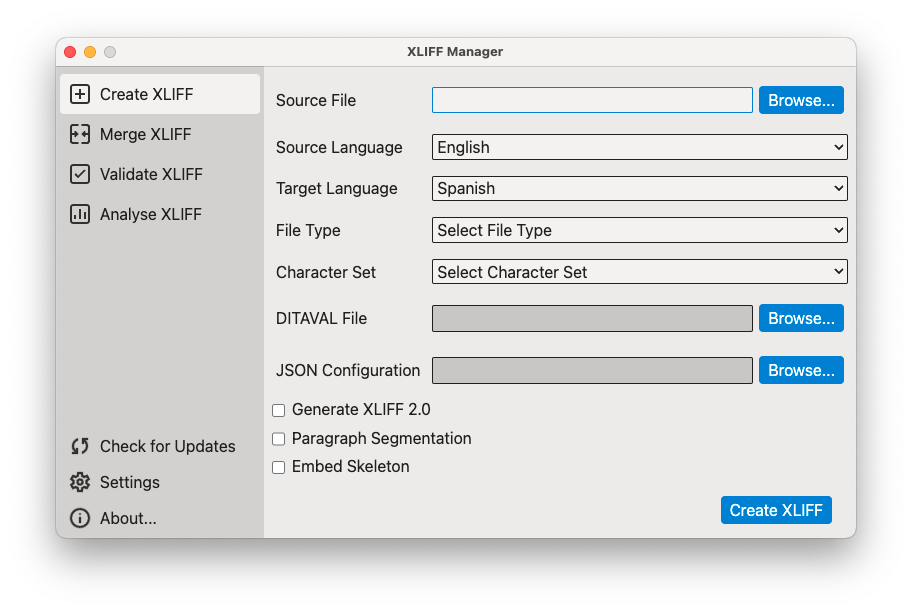 XLIFF Manager
Create XLIFF
Merge XLIFF
Validate XLIFF
Analyse XLIFF
Check for Updates
Settings
About...
Source File
Browse...
Source Language
English
Target Language
Spanish
File Type
Select File Type
Character Set
Select Character Set
DITAVAL File
Browse...
JSON Configuration
Browse...
Generate XLIFF 2.0
Paragraph Segmentation
Embed Skeleton
Create XLIFF